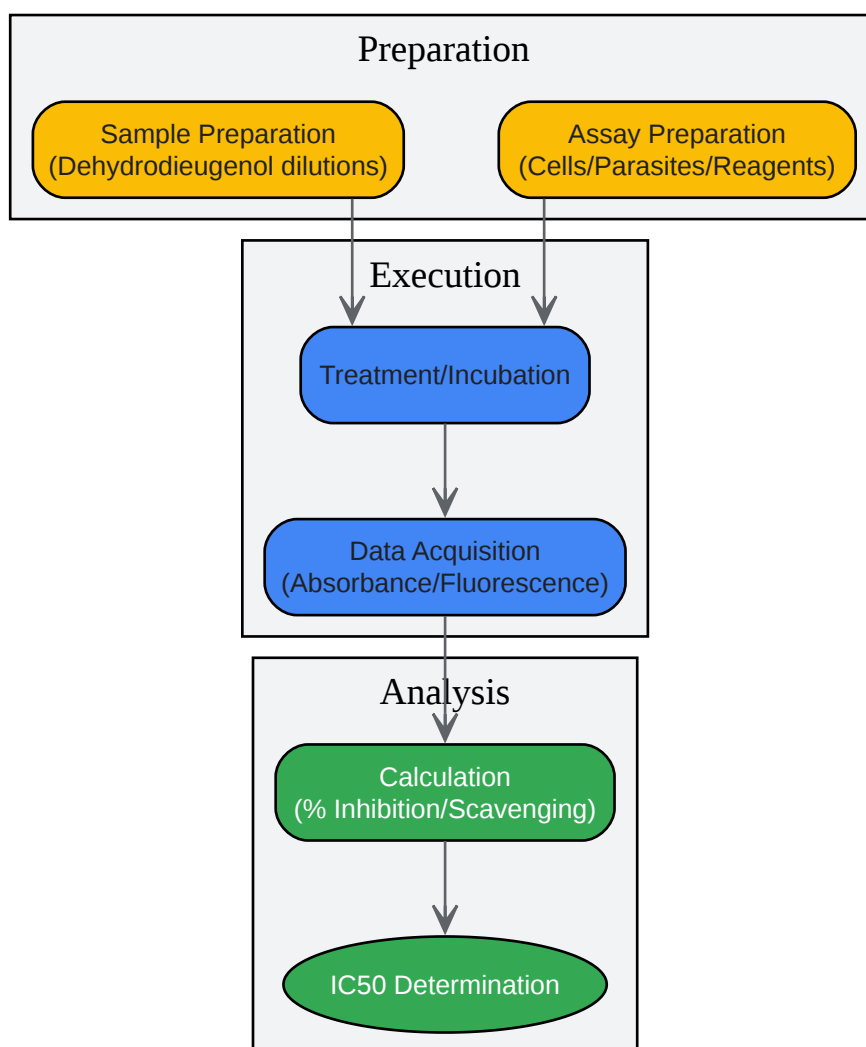 Preparation
Sample Preparation
(Dehydrodieugenol dilutions)
Assay Preparation
(Cells/Parasites/Reagents)
Execution
Treatment/Incubation
Data Acquisition
(Absorbance/Fluorescence)
Analysis
Calculation
(% Inhibition/Scavenging)
IC50 Determination